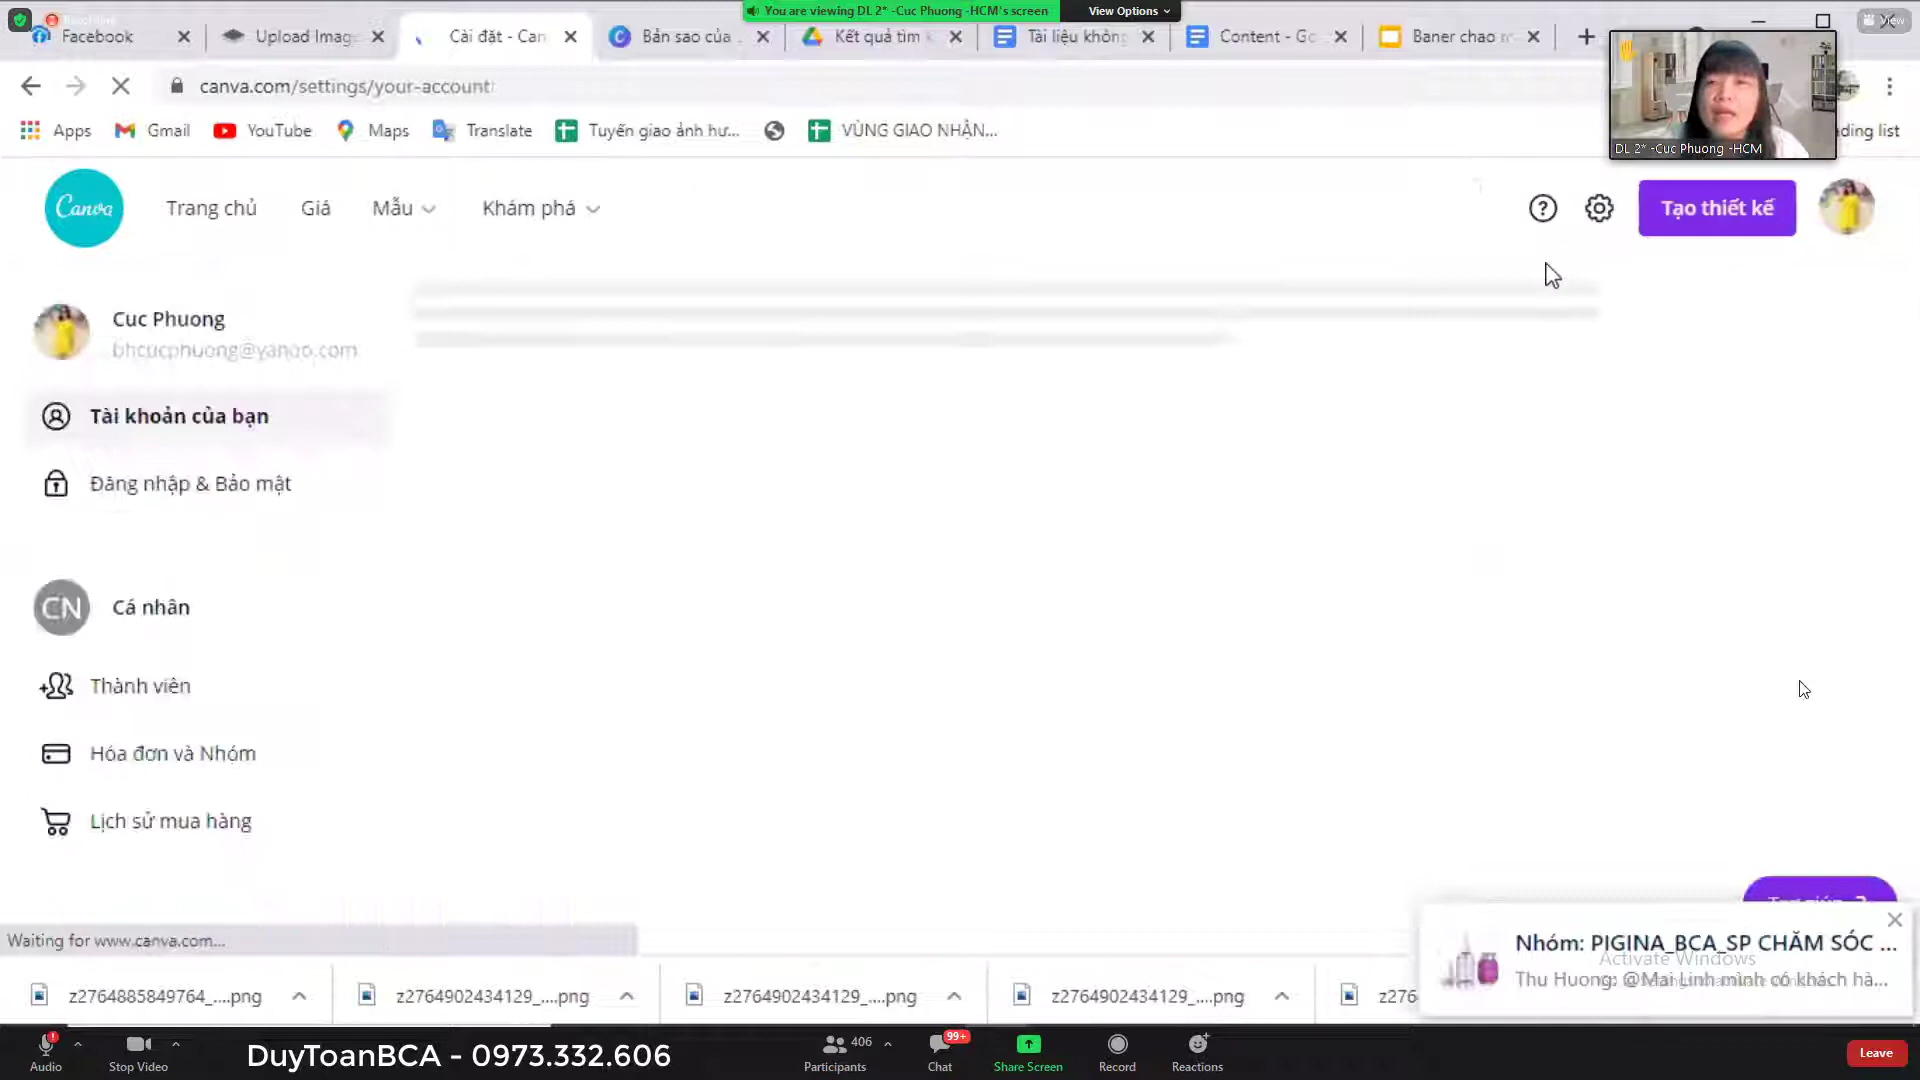 You are viewing DL 2* -Cuc Phuong -HCM's screen
View Options
View
Facebook
Upload Imag
Cài đặt - Can
Bản sao của
Kết quả tìm k
Tài liệu không
Content - Go
Baner chao m
canva.com/settings/your-account
Apps
Gmail
YouTube
Maps
Translate
Tuyến giao ảnh hư...
VÙNG GIAO NHẬN...
ding list
DL 2* -Cuc Phuong -HCM
Canva
Trang chủ
Giá
Mẫu
Khám phá
Tạo thiết kế
Cuc Phuong
bhcucphuong@yahoo.com
Tài khoản của bạn
Đăng nhập & Bảo mật
CN
Cá nhân
Thành viên
Hóa đơn và Nhóm
Lịch sử mua hàng
Waiting for www.canva.com...
Nhóm: PIGINA_BCA_SP CHĂM SÓC ...
Activate Windows
Thu Huong: @Mai Linh mình có khách hà...
z2764885849764_....png
z2764902434129_....png
z2764902434129_....png
z2764902434129_....png
z276
Audio
Stop Video
DuyToanBCA - 0973.332.606
406
Participants
99+
Chat
Share Screen
Record
Reactions
Leave